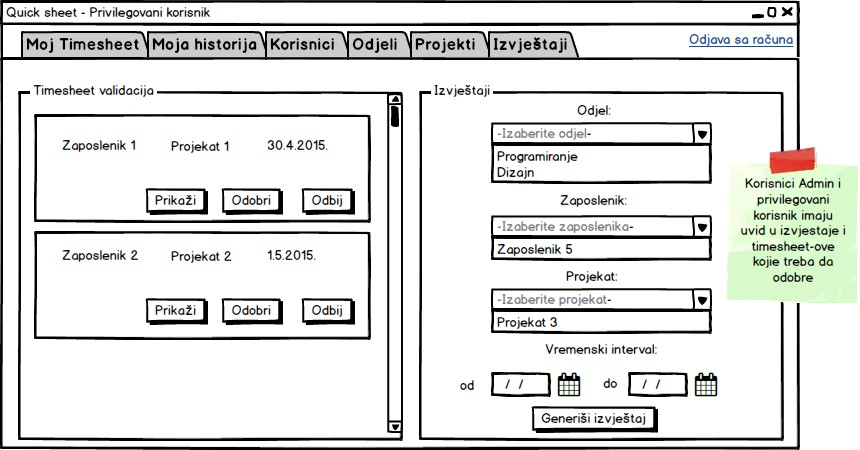 Quick sheet - Privilegovani korisnik
Moj Timesheet Moja historija Korisnici Odjeli Projekti Izvještaji
Odjava sa računa
Timesheet validacija
Zaposlenik 1 Projekat 1 30.4.2015.
Prikaži Odobri Odbij
Zaposlenik 2 Projekat 2 1.5.2015.
Prikaži Odobri Odbij
Izvještaji
Odjel:
-Izaberite odjel-
Programiranje
Dizajn
Zaposlenik:
-Izaberite zaposlenika-
Zaposlenik 5
Projekat:
-Izaberite projekat-
Projekat 3
Vremenski interval:
od / / do / /
Generiši izvještaj
Korisnici Admin i
privilegovani
korisnik imaju
uvid u izvjestaje i
timesheet-ove
kojie treba da
odobre